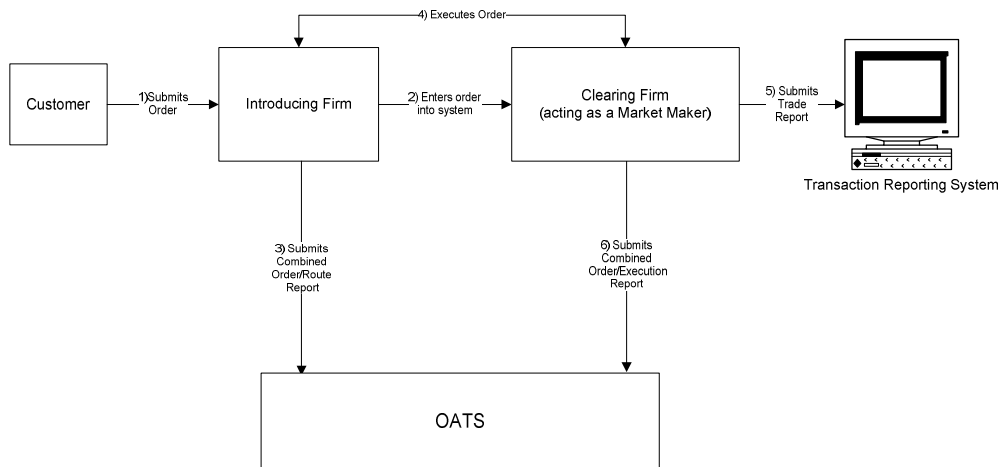 4) Executes Order
Customer
1)Submits
Order
Introducing Firm
2) Enters order
into system
Clearing Firm
(acting as a Market Maker)
5) Submits
Trade
Report
Transaction Reporting System
3) Submits
Combined
Order/Route
Report
6) Submits
Combined
Order/Execution
Report
OATS